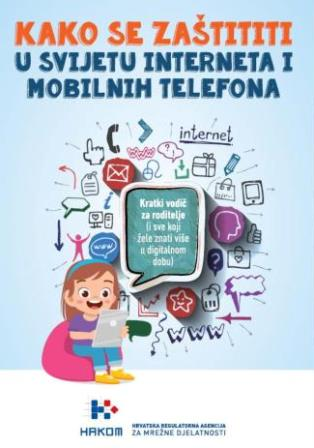 KAKO SE ZAŠTITITI
U SVIJETU INTERNETA I
MOBILNIH TELEFONA
internet
Kratki vodič
za roditelje
(i sve koji
žele znati više
u digitalnom
dobu)
www
HAKOM
HRVATSKA REGULATORNA AGENCIJA
ZA MREŽNE DJELATNOSTI